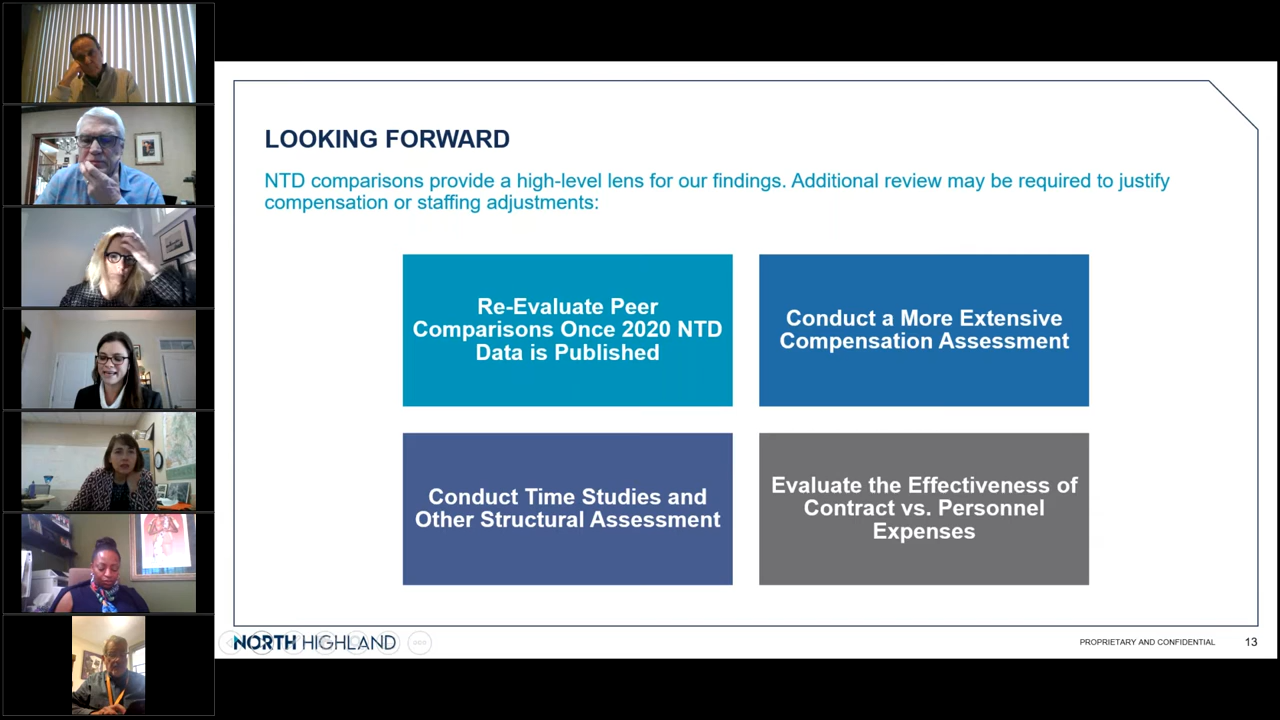 LOOKING FORWARD
NTD comparisons provide a high-level lens for our findings. Additional review may be required to justify
compensation or staffing adjustments:
Re-Evaluate Peer
Comparisons Once 2020 NTD
Data is Published
Conduct a More Extensive
Compensation Assessment
Conduct Time Studies and
Other Structural Assessment
Evaluate the Effectiveness of
Contract vs. Personnel
Expenses
NORTH HIGHLAND
PROPRIETARY AND CONFIDENTIAL 13